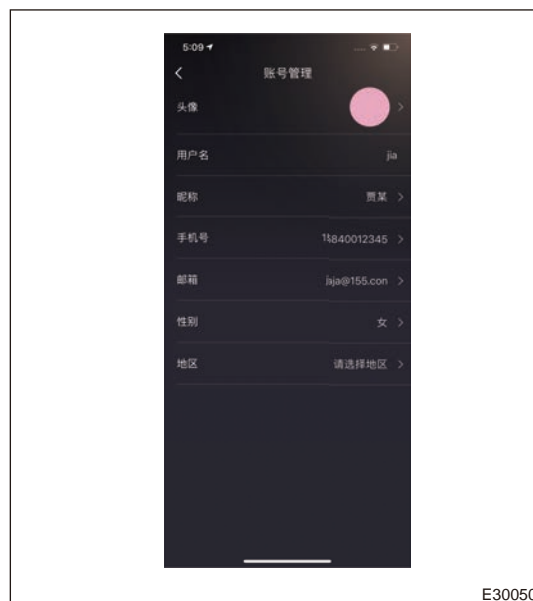 5:09
账号管理
头像
用户名 jia
昵称 贾某
手机号 840012345
邮箱 jaja@155.con
性别 女
地区 请选择地区
E30050